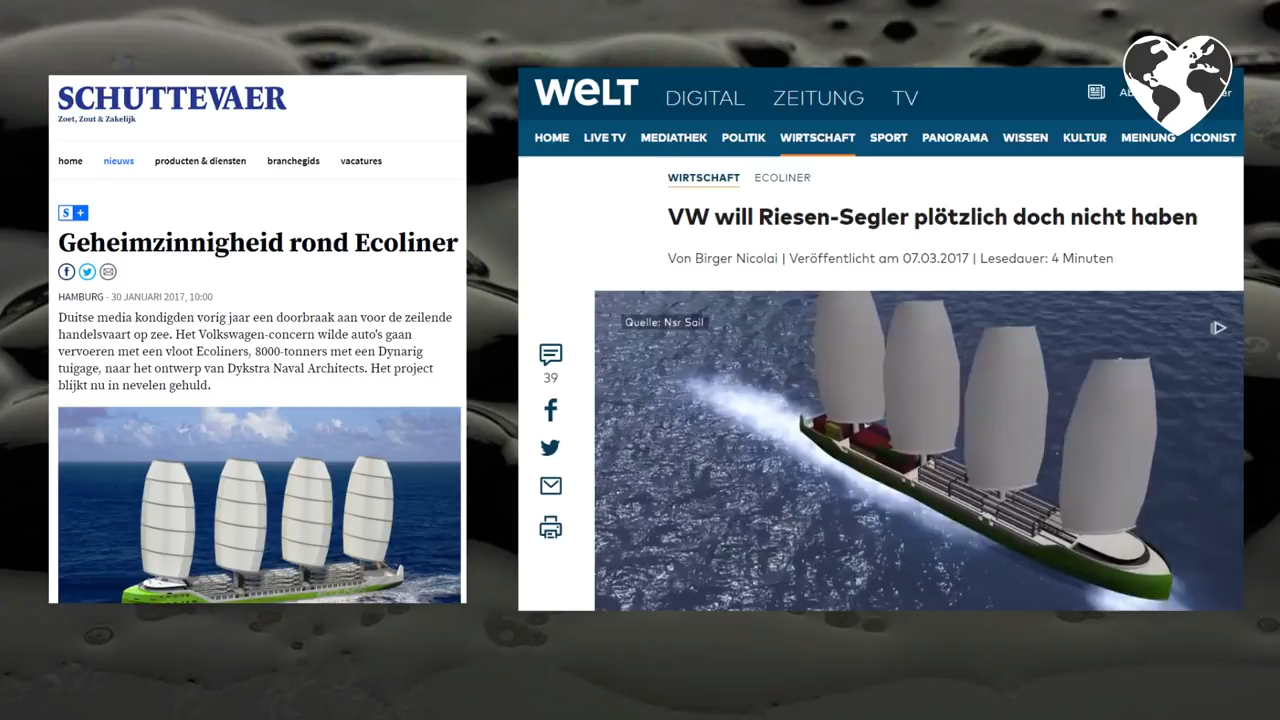 SCHUTTEVAER
Zoet, Zout & Zakelijk
home nieuws producten & diensten branchegids vacatures
S +
Geheimzinnigheid rond Ecoliner
HAMBURG - 30 JANUARI 2017, 10:00
Duitse media kondigden vorig jaar een doorbraak aan voor de zeilende
handelsvaart op zee. Het Volkswagen-concern wilde auto's gaan
vervoeren met een vloot Ecoliners, 8000-tonners met een Dynarig
tuigage, naar het ontwerp van Dykstra Naval Architects. Het project
blijkt nu in nevelen gehuld.
WELT DIGITAL ZEITUNG TV
HOME LIVE TV MEDIATHEK POLITIK WIRTSCHAFT SPORT PANORAMA WISSEN KULTUR MEINUNG ICONIST
WIRTSCHAFT ECOLINER
VW will Riesen-Segler plötzlich doch nicht haben
Von Birger Nicolai | Veröffentlicht am 07.03.2017 | Lesedauer: 4 Minuten
Quelle: Nsr Sail
39